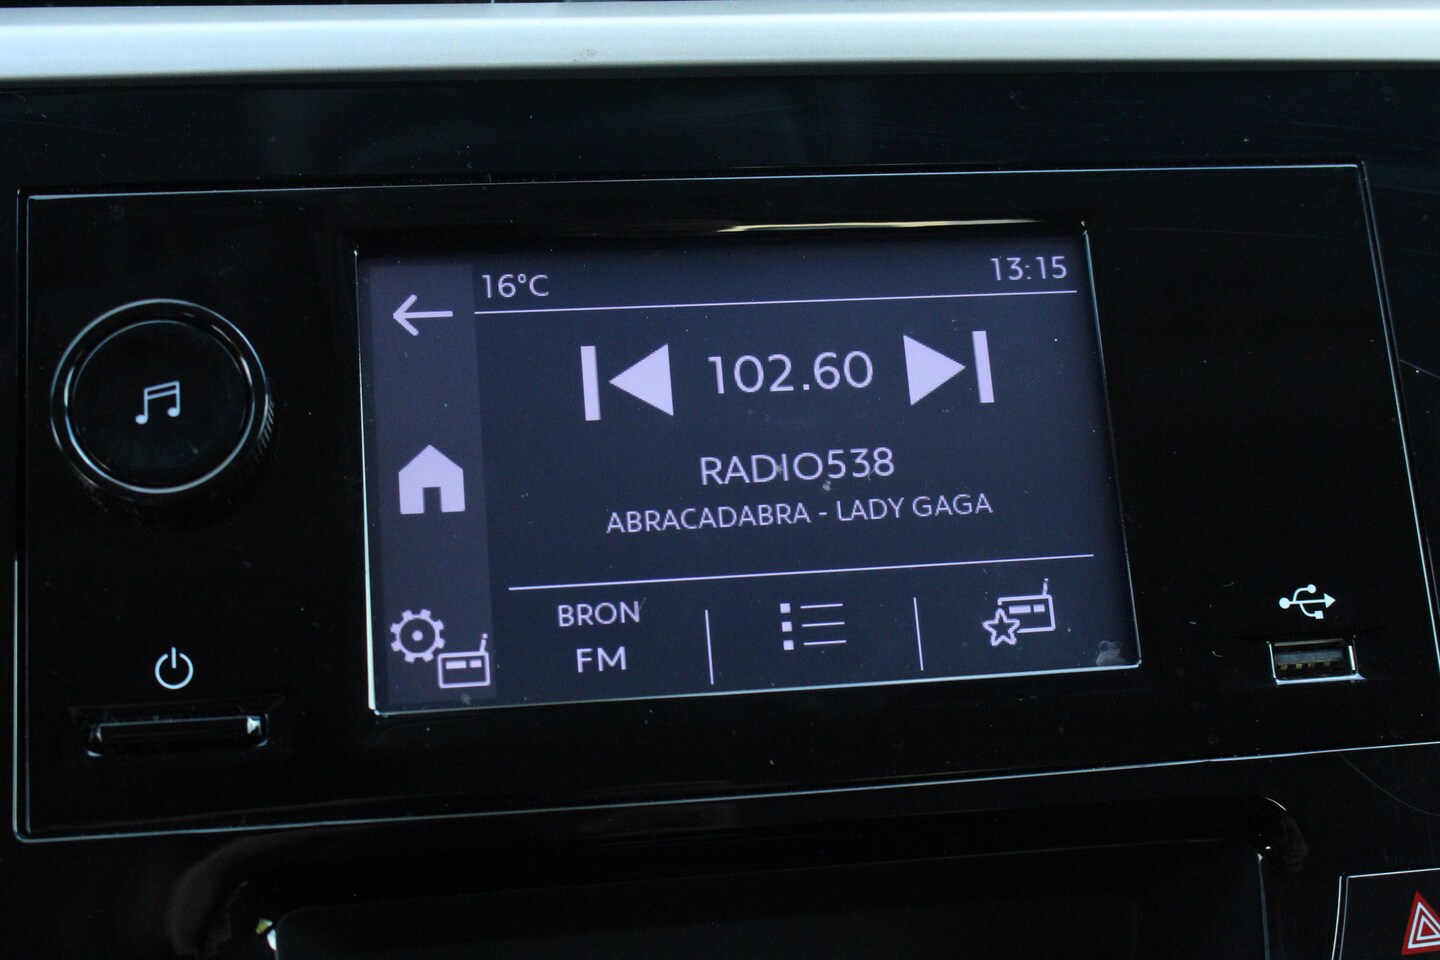 16°C 13:15
102.60
RADIO538
ABRACADABRA - LADY GAGA
BRON
FM